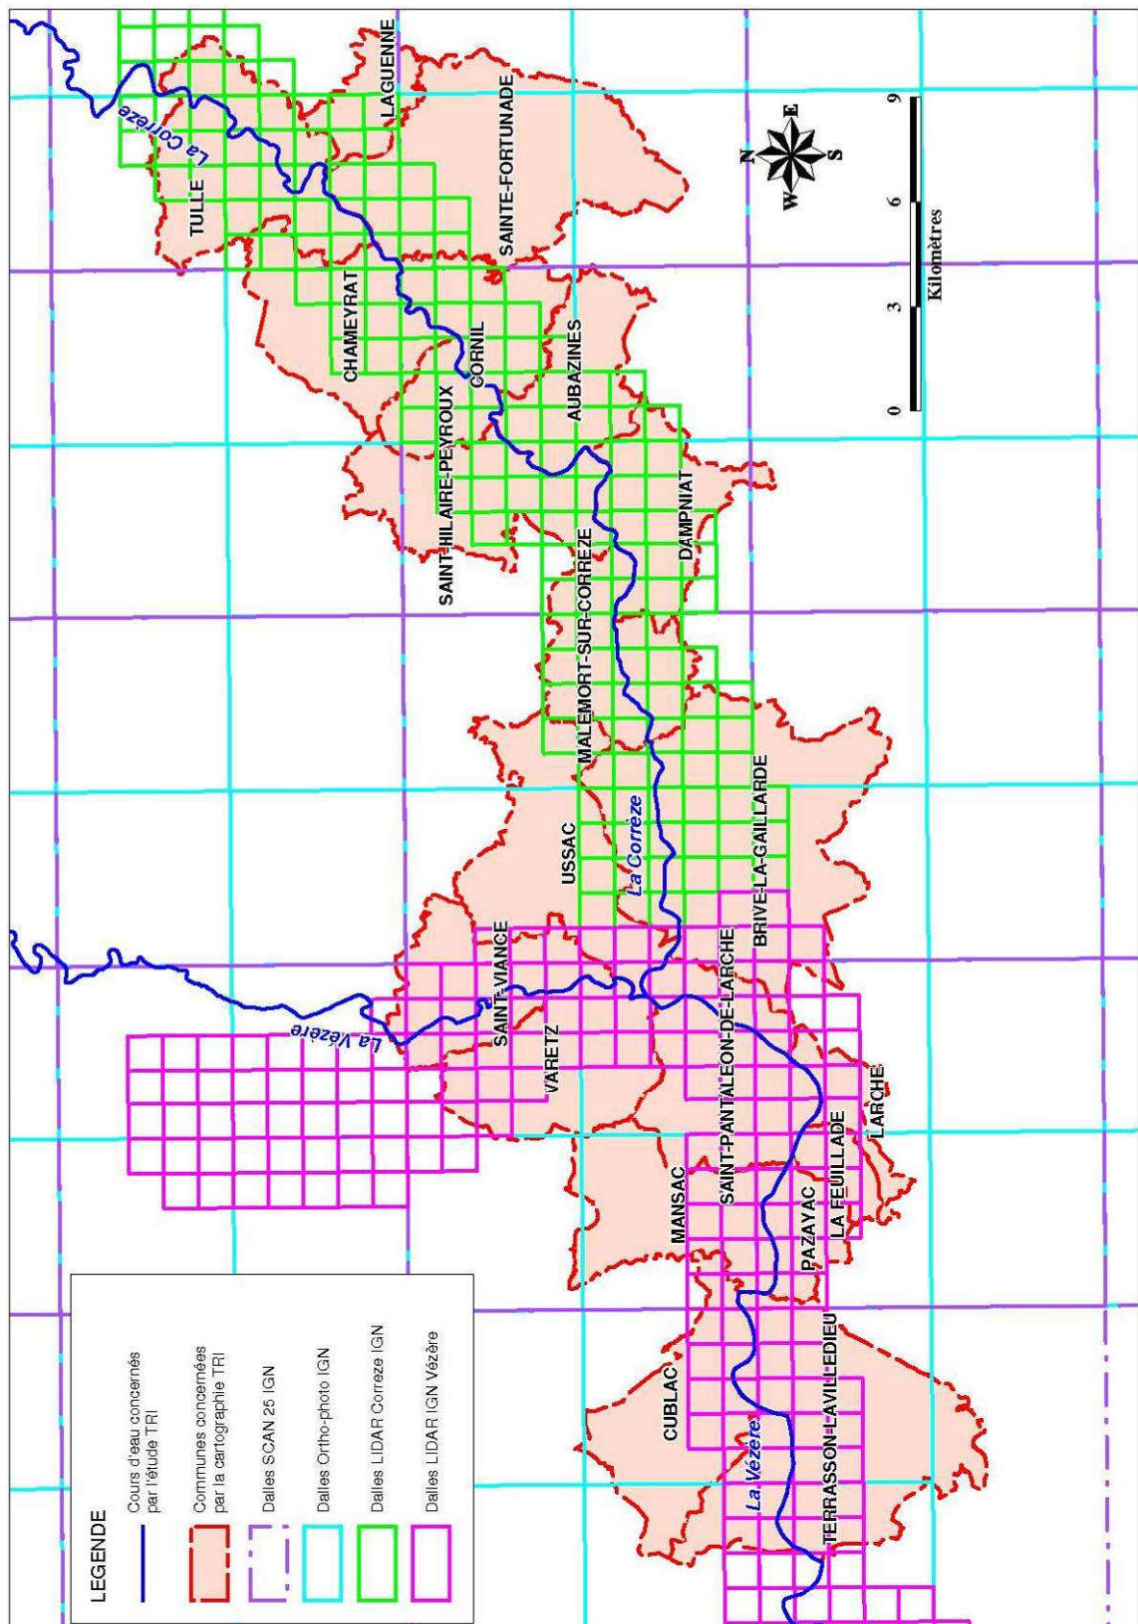 LEGENDE
Cours d'eau concernés
par l'étude TRI
Communes concernées
par la cartographie TRI
Dalles SCAN 25 IGN
Dalles Ortho-photo IGN
Dalles LIDAR Correze IGN
Dalles LIDAR IGN Vézère
La Corrèze
TULLE
LAGUENNE
CHAMEYRAT
SAINTE-FORTUNADE
CORNIL
SAINT-HILAIRE-PEYROUX
AUBAZINES
MALEMORT-SUR-CORREZE
DAMPNIAT
USSAC
La Corrèze
BRIVE-LA-GAILLARDE
La Vézère
SAINT-VIANCE
VARETZ
SAINT-PANTALEON-DE-LARCHE
LARCHE
MANSAC
LA FEUILLADE
PAZAYAC
CUBLAC
La Vézère
TERRASSON-LAVILLEDIEU
N
W
E
S
0 3 6 9
Kilomètres